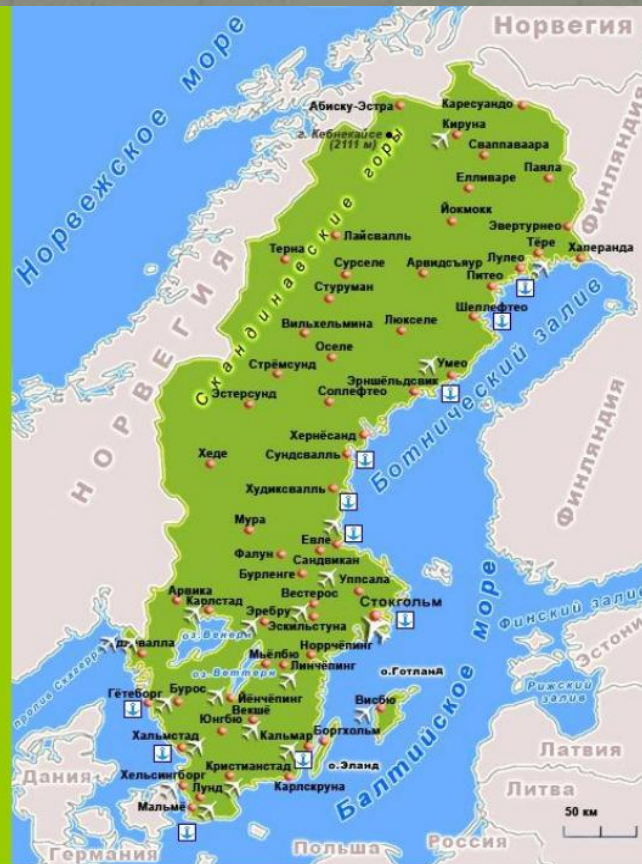 Норвегия
Норвежское море
Абиску-Эстра
Каресуандо
г. Кебнекайсе
(2111 м)
Кируна
Сваппаваара
Паяла
Елливаре
Йокмокк
Финляндия
Скандинавские горы
Лайсвалль
Эвертурнео
Терна
Тёре
Хаперанда
Сурселе
Арвидсъяур
Лулео
Питео
НОРВЕГИЯ
Стуруман
Шеллефтео
Вильхельмина
Люкселе
Оселе
Умео
Стрёмсунд
Эрншёльдсвик
Ботнический залив
Эстерсунд
Соллефтео
Хернёсанд
Хеде
Сундсвалль
Финляндия
Худиксвалль
Мура
Евле
Фалун
Сандвикан
Бурленге
Уппсала
Арвика
Вестерос
Карлстад
Эребру
Стокгольм
Эскильстуна
Финский залив
оз. Венерн
Норрчёпинг
Эстони
Мьёлбю
Линчёпинг
оз. Веттерн
о.Готланд
Балтийское море
Рижский
залив
Гётеборг
Бурос
Йёнчёпинг
Висбю
Векшё
Юнгбю
Хальмстад
Кальмар
Боргхольм
Латвия
Дания
Хельсингборг
Кристианстад
о.Эланд
Лунд
Карлскруна
Литва
Мальмё
50 км
Германия
Польша
Россия